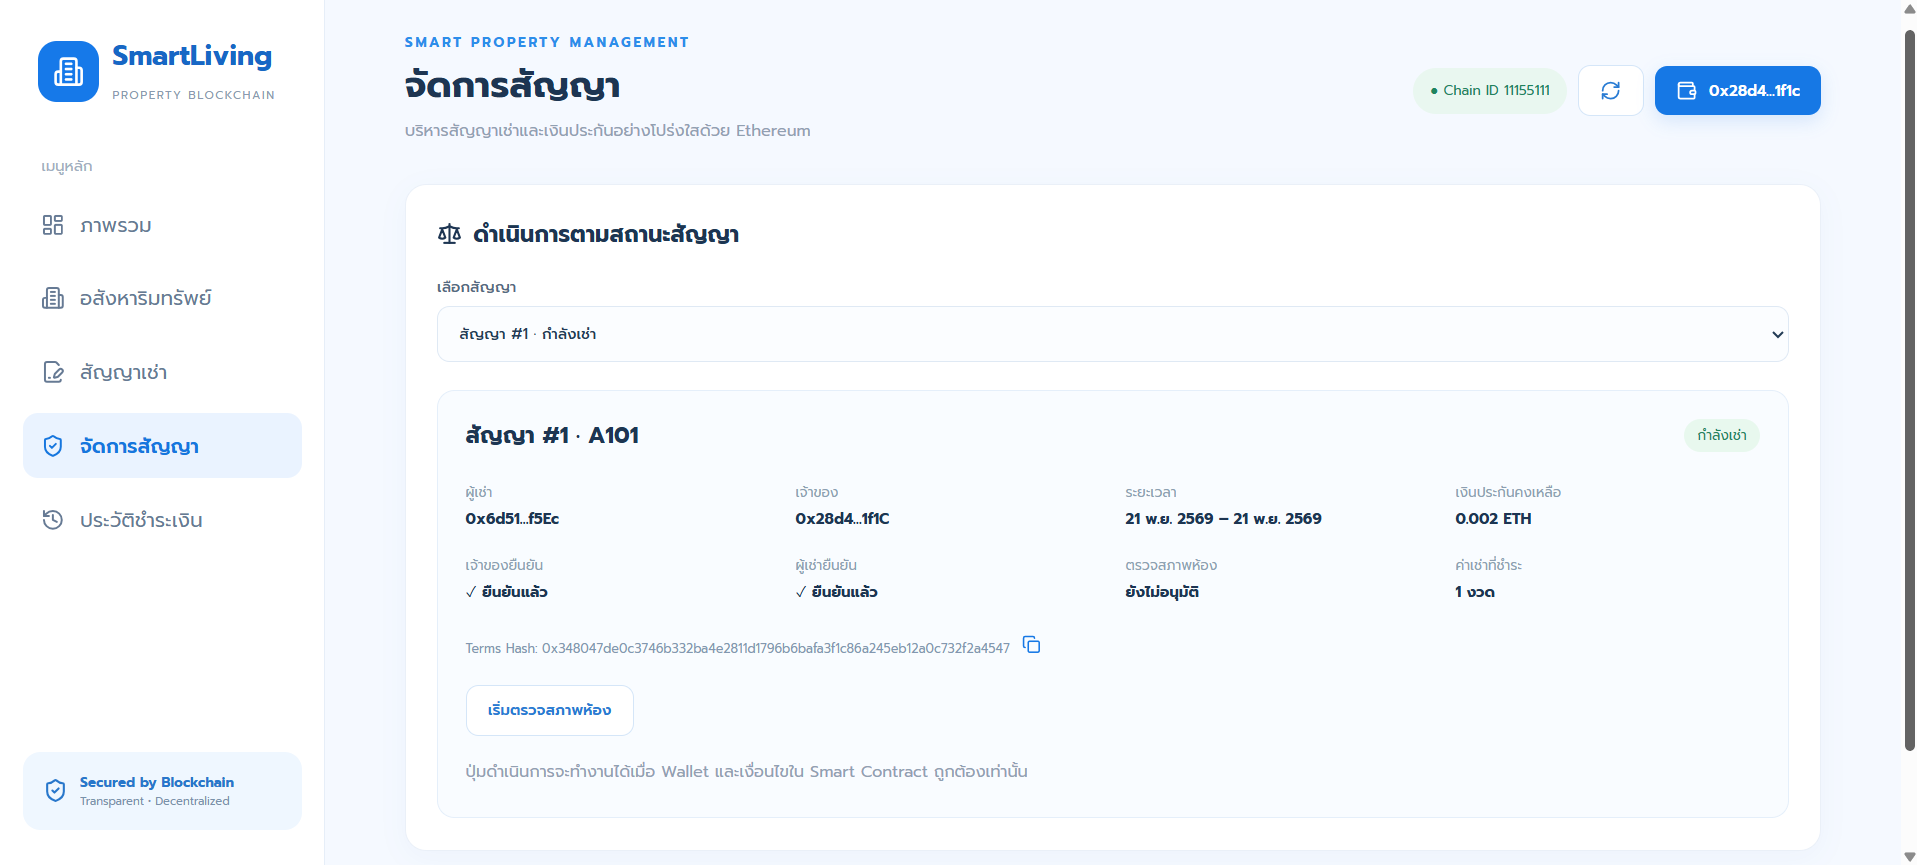 SmartLiving
PROPERTY BLOCKCHAIN
เมนูหลัก
ภาพรวม
อสังหาริมทรัพย์
สัญญาเช่า
จัดการสัญญา
ประวัติชำระเงิน
Secured by Blockchain
Transparent • Decentralized
SMART PROPERTY MANAGEMENT
จัดการสัญญา
บริหารสัญญาเช่าและเงินประกันอย่างโปร่งใสด้วย Ethereum
● Chain ID 11155111
0x28d4...1f1c
ดำเนินการตามสถานะสัญญา
เลือกสัญญา
สัญญา #1 · กำลังเช่า
สัญญา #1 · A101
กำลังเช่า
ผู้เช่า
0x6d51...f5Ec
เจ้าของ
0x28d4...1f1C
ระยะเวลา
21 พ.ย. 2569 – 21 พ.ย. 2569
เงินประกันคงเหลือ
0.002 ETH
เจ้าของยืนยัน
✓ ยืนยันแล้ว
ผู้เช่ายืนยัน
✓ ยืนยันแล้ว
ตรวจสภาพห้อง
ยังไม่อนุมัติ
ค่าเช่าที่ชำระ
1 งวด
Terms Hash: 0x348047de0c3746b332ba4e2811d1796b6bafa3f1c86a245eb12a0c732f2a4547
เริ่มตรวจสภาพห้อง
ปุ่มดำเนินการจะทำงานได้เมื่อ Wallet และเงื่อนไขใน Smart Contract ถูกต้องเท่านั้น